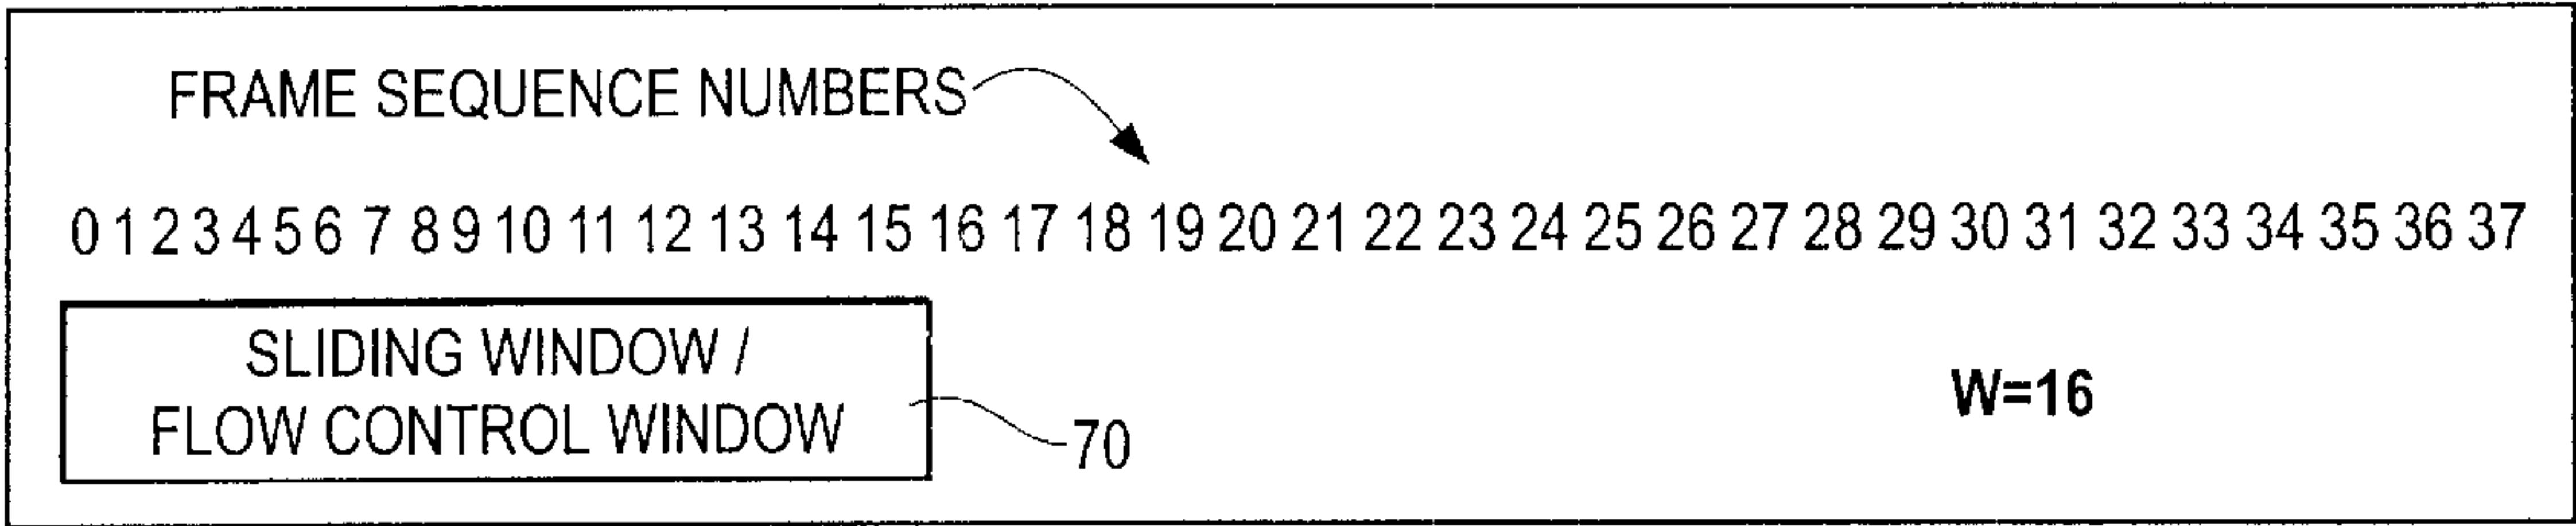 FRAME SEQUENCE NUMBERS
0 1 2 3 4 5 6 7 8 9 10 11 12 13 14 15 16 17 18 19 20 21 22 23 24 25 26 27 28 29 30 31 32 33 34 35 36 37
SLIDING WINDOW /
FLOW CONTROL WINDOW
70
W=16